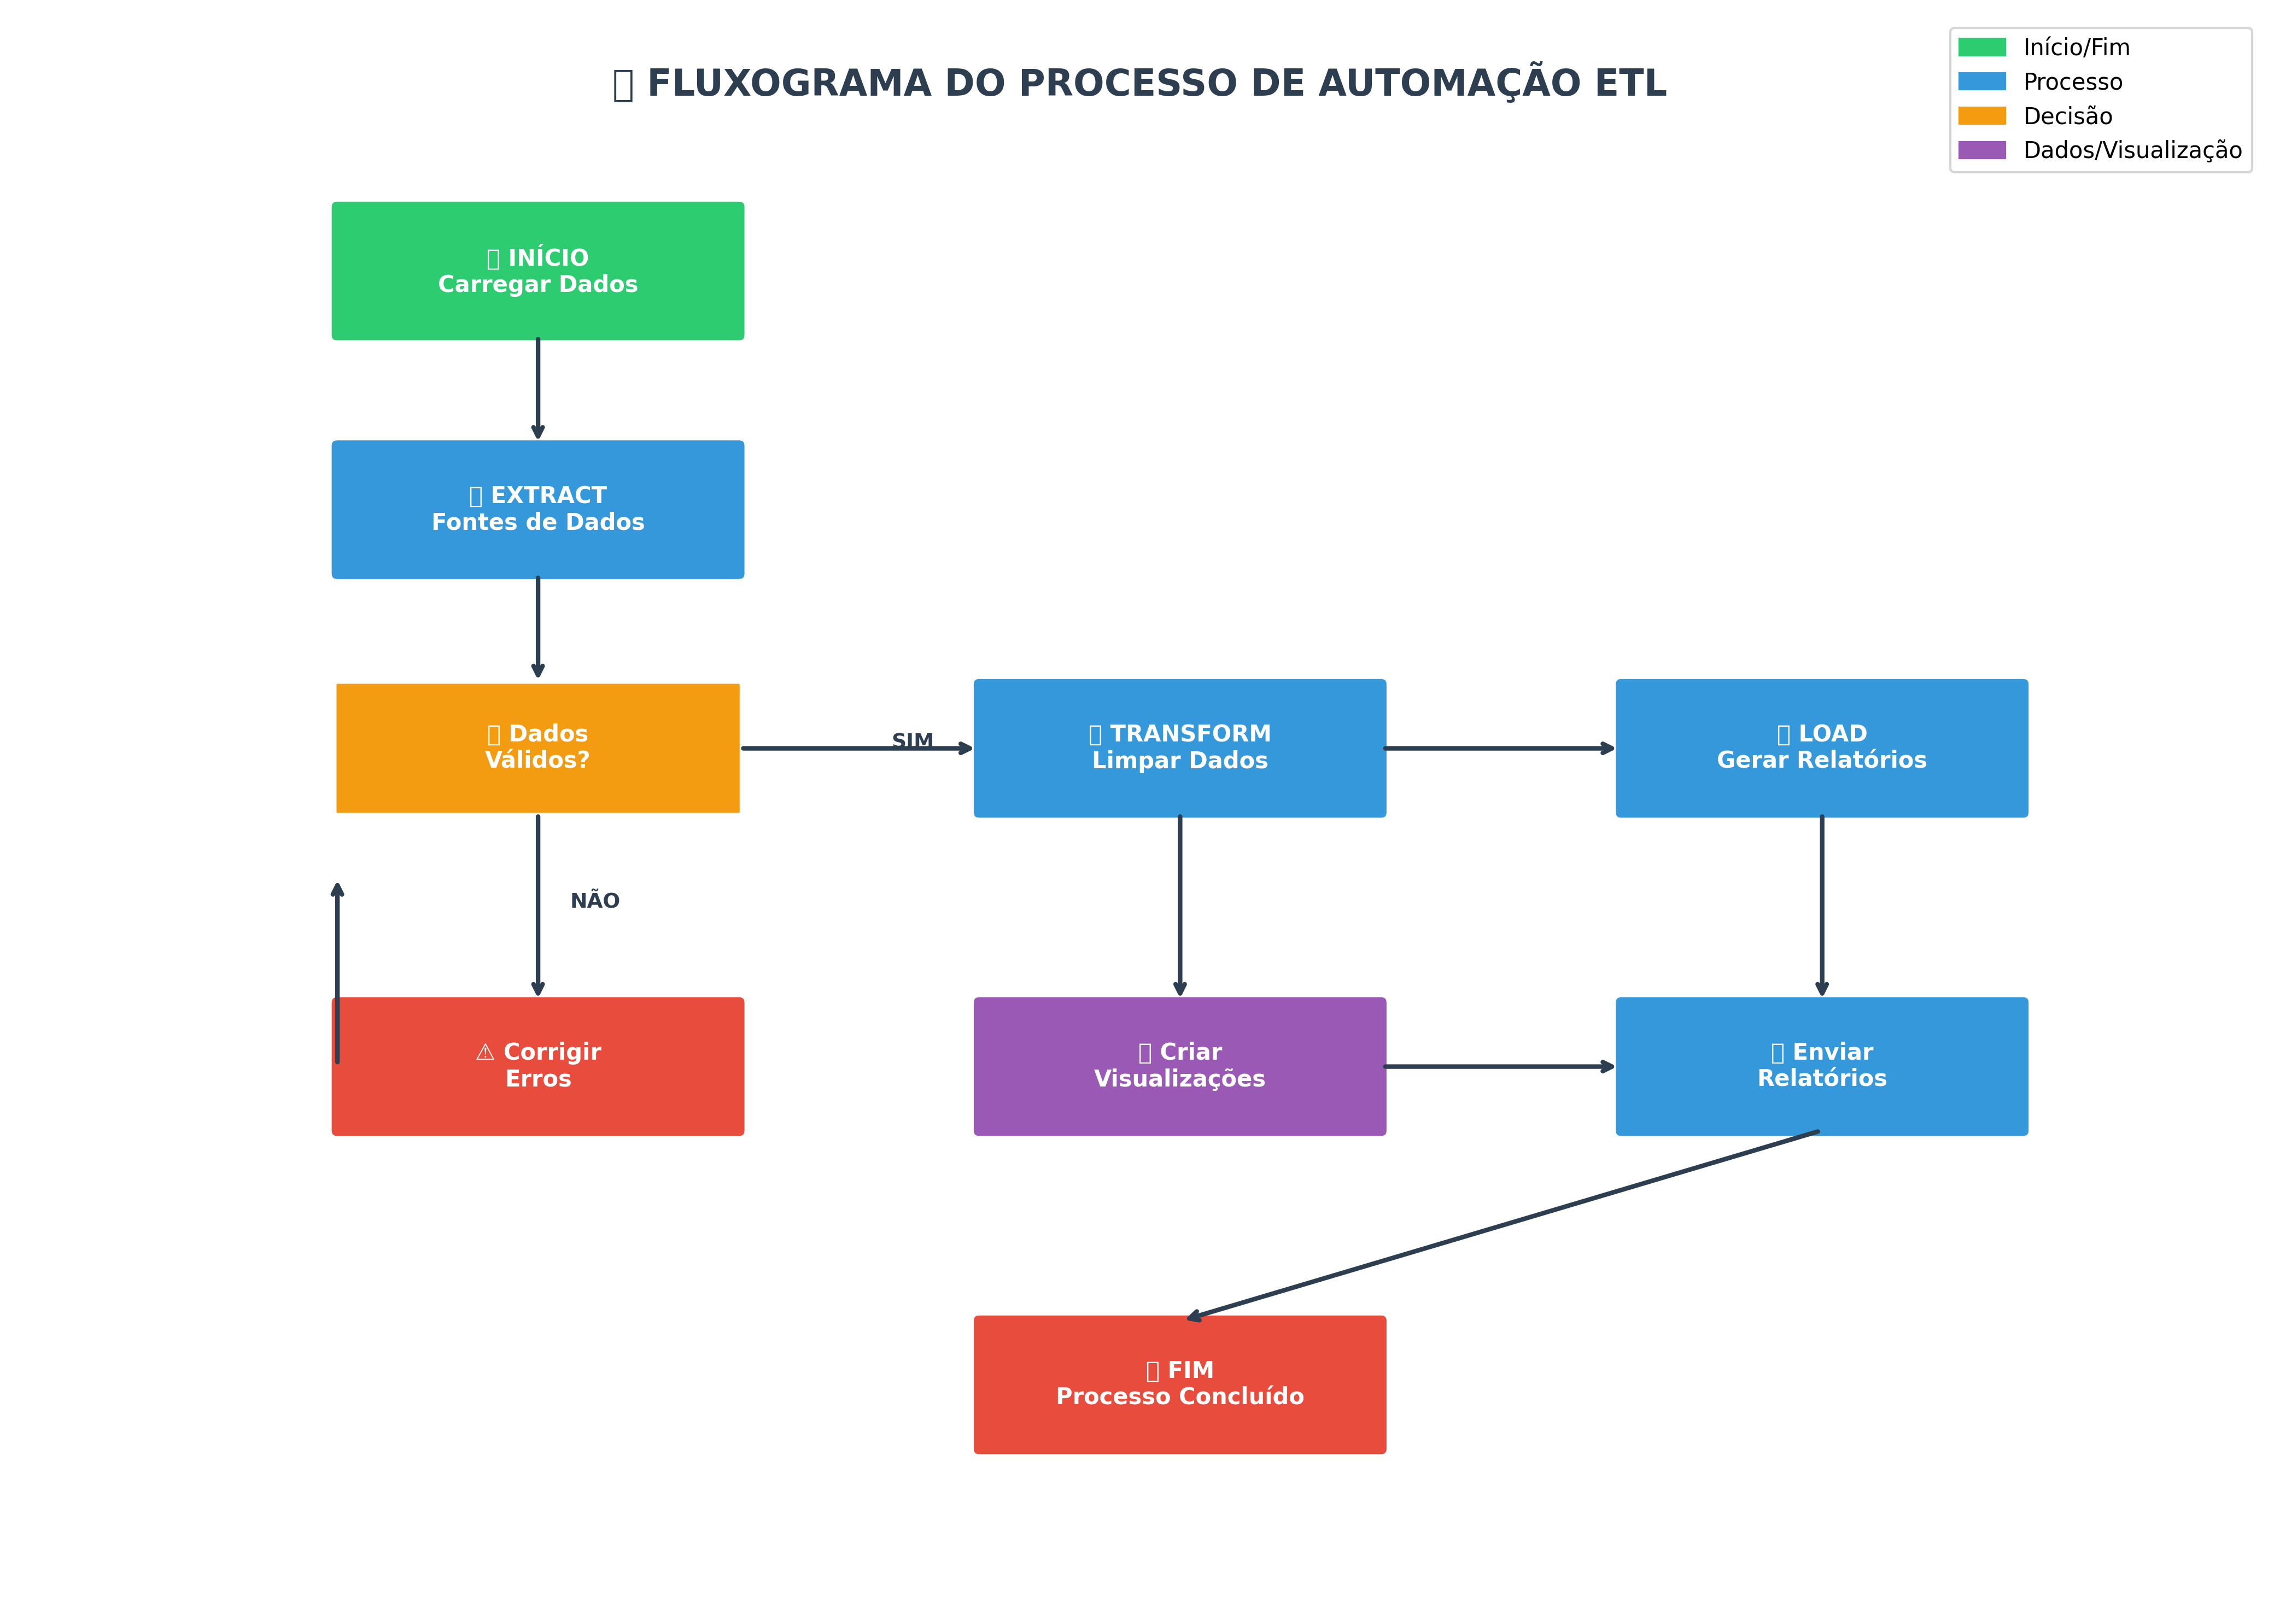 FLUXOGRAMA DO PROCESSO DE AUTOMAÇÃO ETL
Início/Fim
Processo
Decisão
Dados/Visualização
INÍCIO
Carregar Dados
EXTRACT
Fontes de Dados
Dados
Válidos?
SIM
TRANSFORM
Limpar Dados
LOAD
Gerar Relatórios
NÃO
⚠ Corrigir
Erros
Criar
Visualizações
Enviar
Relatórios
FIM
Processo Concluído